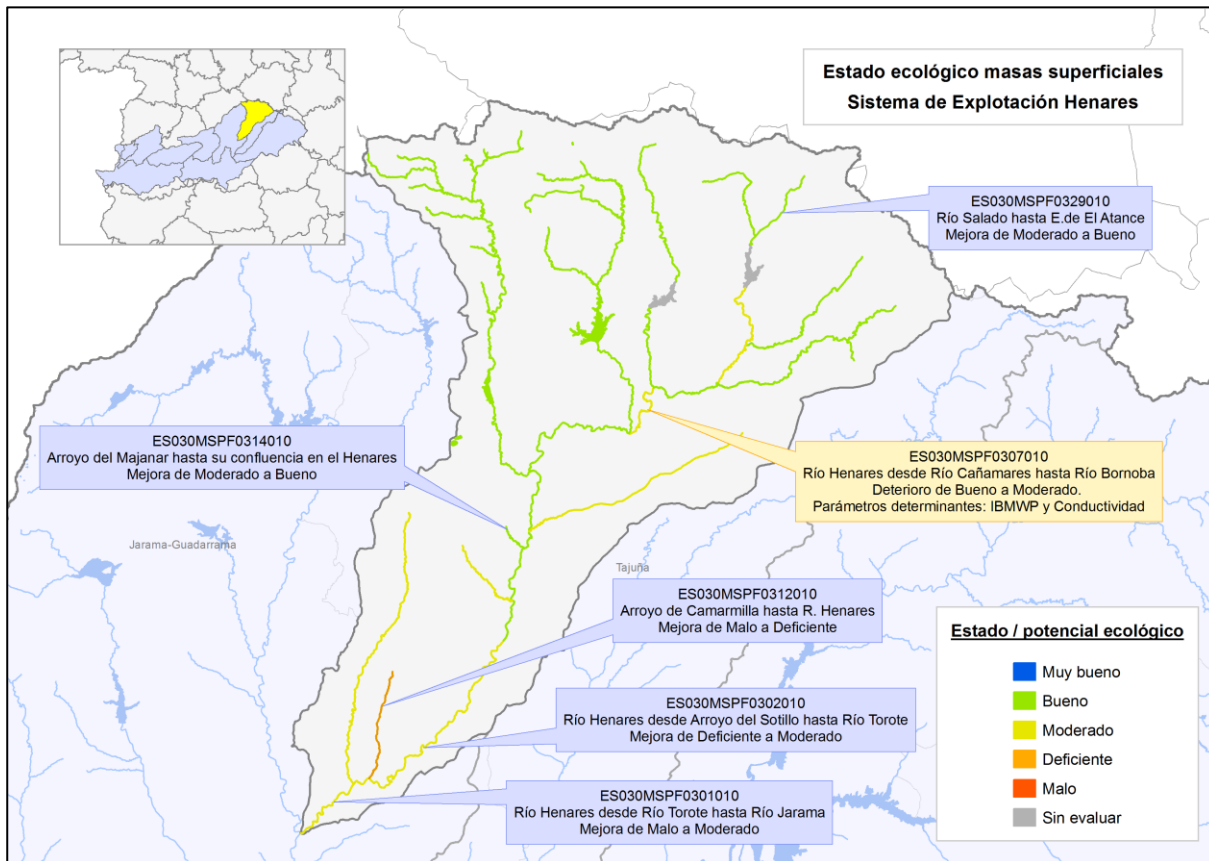 Estado ecológico masas superficiales
Sistema de Explotación Henares
ES030MSPF0329010
Río Salado hasta E.de El Atance
Mejora de Moderado a Bueno
ES030MSPF0314010
Arroyo del Majanar hasta su confluencia en el Henares
Mejora de Moderado a Bueno
ES030MSPF0307010
Río Henares desde Río Cañamares hasta Río Bornoba
Deterioro de Bueno a Moderado.
Parámetros determinantes: IBMWP y Conductividad
Jarama-Guadarrama
Tajuña
ES030MSPF0312010
Arroyo de Camarmilla hasta R. Henares
Mejora de Malo a Deficiente
ES030MSPF0302010
Río Henares desde Arroyo del Sotillo hasta Río Torote
Mejora de Deficiente a Moderado
ES030MSPF0301010
Río Henares desde Río Torote hasta Río Jarama
Mejora de Malo a Moderado
Estado / potencial ecológico
Muy bueno
Bueno
Moderado
Deficiente
Malo
Sin evaluar